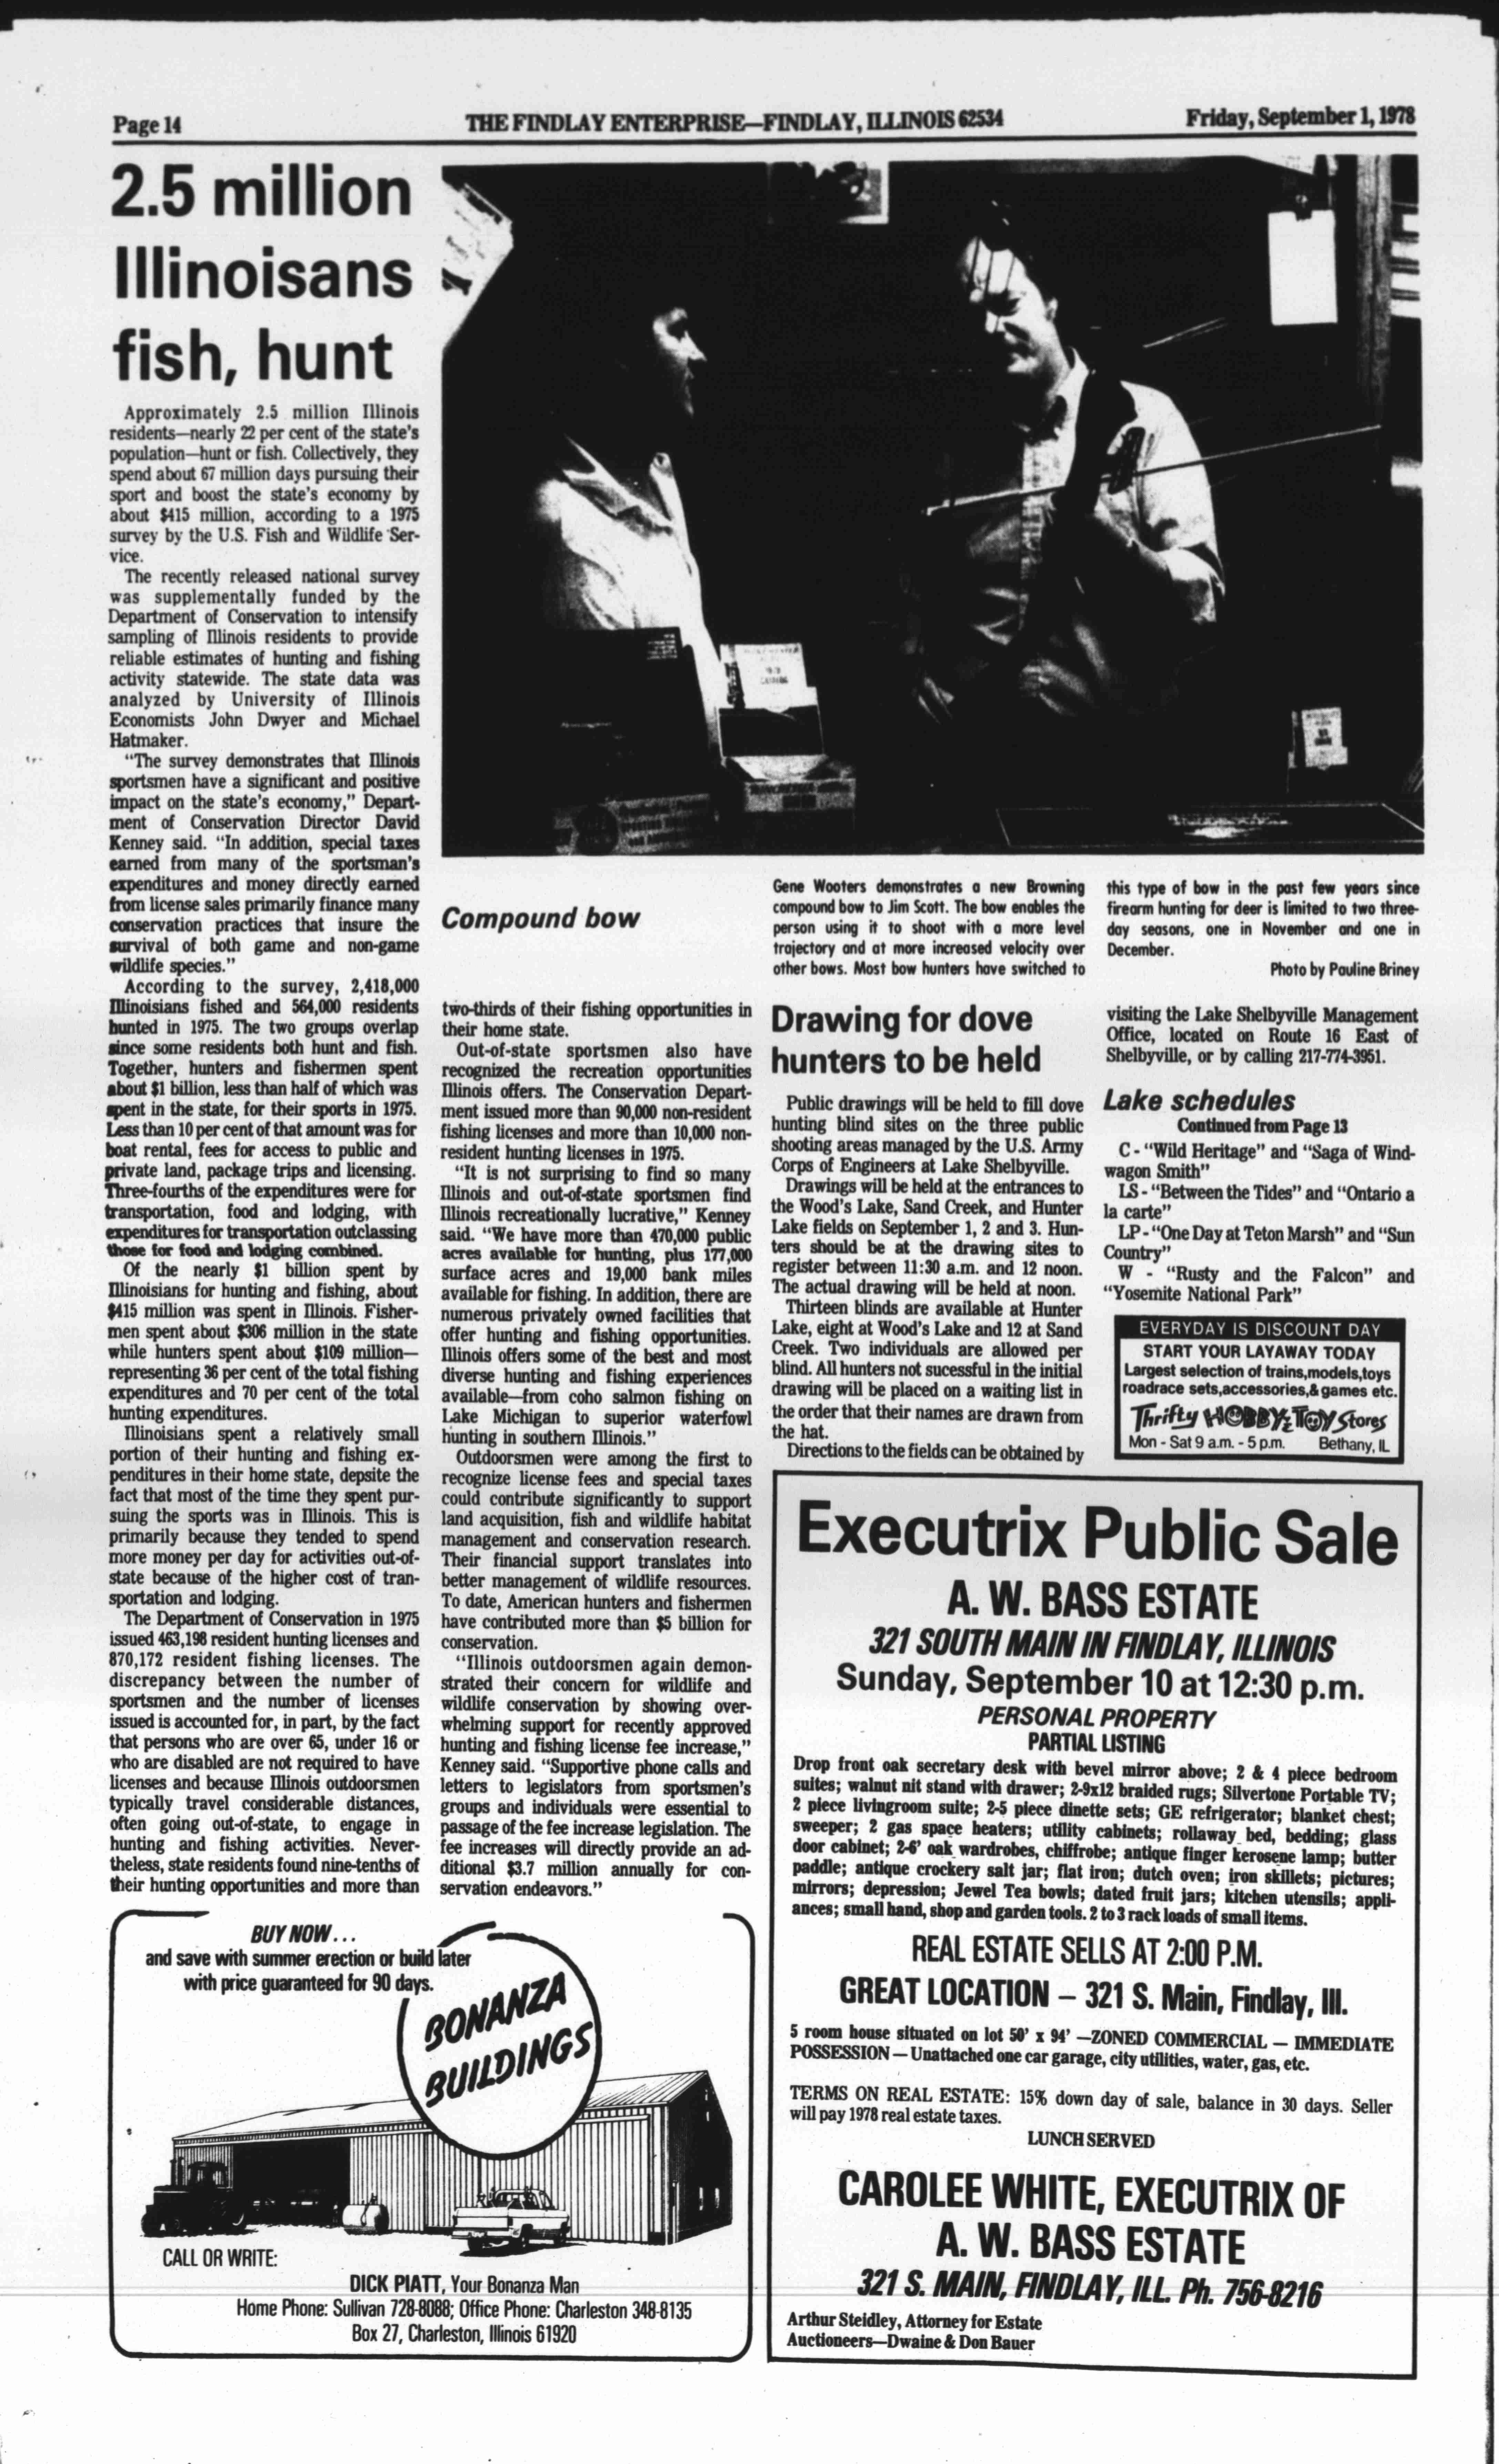 Page 14
THE FINDLAY ENTERPRISE—FINDLAY, ILLINOIS 62534
Friday, September 1, 1978
2.5 million
Illinoisans
fish, hunt
Approximately 2.5 million Illinois
residents—nearly 22 per cent of the state's
population—hunt or fish. Collectively, they
spend about 67 million days pursuing their
sport and boost the state's economy by
about $415 million, according to a 1975
survey by the U.S. Fish and Wildlife Ser-
vice.
The recently released national survey
was supplementally funded by the
Department of Conservation to intensify
sampling of Illinois residents to provide
reliable estimates of hunting and fishing
activity statewide. The state data was
analyzed by University of Illinois
Economists John Dwyer and Michael
Hatmaker.
"The survey demonstrates that Illinois
sportsmen have a significant and positive
impact on the state's economy," Depart-
ment of Conservation Director David
Kenney said. "In addition, special taxes
earned from many of the sportsman's
expenditures and money directly earned
from license sales primarily finance many
conservation practices that insure the
survival of both game and non-game
wildlife species."
According to the survey, 2,418,000
Illinoisians fished and 564,000 residents
hunted in 1975. The two groups overlap
since some residents both hunt and fish.
Together, hunters and fishermen spent
about $1 billion, less than half of which was
spent in the state, for their sports in 1975.
Less than 10 per cent of that amount was for
boat rental, fees for access to public and
private land, package trips and licensing.
Three-fourths of the expenditures were for
transportation, food and lodging, with
expenditures for transportation outclassing
those for food and lodging combined.
Of the nearly $1 billion spent by
Illinoisians for hunting and fishing, about
$415 million was spent in Illinois. Fisher-
men spent about $306 million in the state
while hunters spent about $109 million—
representing 36 per cent of the total fishing
expenditures and 70 per cent of the total
hunting expenditures.
Illinoisians spent a relatively small
portion of their hunting and fishing ex-
penditures in their home state, depsite the
fact that most of the time they spent pur-
suing the sports was in Illinois. This is
primarily because they tended to spend
more money per day for activities out-of-
state because of the higher cost of tran-
sportation and lodging.
The Department of Conservation in 1975
issued 463,198 resident hunting licenses and
870,172 resident fishing licenses. The
discrepancy between the number of
sportsmen and the number of licenses
issued is accounted for, in part, by the fact
that persons who are over 65, under 16 or
who are disabled are not required to have
licenses and because Illinois outdoorsmen
typically travel considerable distances,
often going out-of-state, to engage in
hunting and fishing activities. Never-
theless, state residents found nine-tenths of
their hunting opportunities and more than
two-thirds of their fishing opportunities in
their home state.
Out-of-state sportsmen also have
recognized the recreation opportunities
Illinois offers. The Conservation Depart-
ment issued more than 90,000 non-resident
fishing licenses and more than 10,000 non-
resident hunting licenses in 1975.
"It is not surprising to find so many
Illinois and out-of-state sportsmen find
Illinois recreationally lucrative," Kenney
said. "We have more than 470,000 public
acres available for hunting, plus 177,000
surface acres and 19,000 bank miles
available for fishing. In addition, there are
numerous privately owned facilities that
offer hunting and fishing opportunities.
Illinois offers some of the best and most
diverse hunting and fishing experiences
available—from coho salmon fishing on
Lake Michigan to superior waterfowl
hunting in southern Illinois."
Outdoorsmen were among the first to
recognize license fees and special taxes
could contribute significantly to support
land acquisition, fish and wildlife habitat
management and conservation research.
Their financial support translates into
better management of wildlife resources.
To date, American hunters and fishermen
have contributed more than $5 billion for
conservation.
"Illinois outdoorsmen again demon-
strated their concern for wildlife and
wildlife conservation by showing over-
whelming support for recently approved
hunting and fishing license fee increase,"
Kenney said. "Supportive phone calls and
letters to legislators from sportsmen's
groups and individuals were essential to
passage of the fee increase legislation. The
fee increases will directly provide an ad-
ditional $3.7 million annually for con-
servation endeavors."
Compound bow
Gene Wooters demonstrates a new Browning
compound bow to Jim Scott. The bow enables the
person using it to shoot with a more level
trajectory and at more increased velocity over
other bows. Most bow hunters have switched to
this type of bow in the past few years since
firearm hunting for deer is limited to two three-
day seasons, one in November and one in
December.
Photo by Pauline Briney
Drawing for dove
hunters to be held
Public drawings will be held to fill dove
hunting blind sites on the three public
shooting areas managed by the U.S. Army
Corps of Engineers at Lake Shelbyville.
Drawings will be held at the entrances to
the Wood's Lake, Sand Creek, and Hunter
Lake fields on September 1, 2 and 3. Hun-
ters should be at the drawing sites to
register between 11:30 a.m. and 12 noon.
The actual drawing will be held at noon.
Thirteen blinds are available at Hunter
Lake, eight at Wood's Lake and 12 at Sand
Creek. Two individuals are allowed per
blind. All hunters not sucessful in the initial
drawing will be placed on a waiting list in
the order that their names are drawn from
the hat.
Directions to the fields can be obtained by
visiting the Lake Shelbyville Management
Office, located on Route 16 East of
Shelbyville, or by calling 217-774-3951.
Lake schedules
Continued from Page 13
C - "Wild Heritage" and "Saga of Wind-
wagon Smith"
LS - "Between the Tides" and "Ontario a
la carte"
LP - "One Day at Teton Marsh" and "Sun
Country"
W - "Rusty and the Falcon" and
"Yosemite National Park"
EVERYDAY IS DISCOUNT DAY
START YOUR LAYAWAY TODAY
Largest selection of trains,models,toys
roadrace sets,accessories,& games etc.
Thrifty HOBBY & TOY Stores
Mon - Sat 9 a.m. - 5 p.m. Bethany, IL
Executrix Public Sale
A. W. BASS ESTATE
321 SOUTH MAIN IN FINDLAY, ILLINOIS
Sunday, September 10 at 12:30 p.m.
PERSONAL PROPERTY
PARTIAL LISTING
Drop front oak secretary desk with bevel mirror above; 2 & 4 piece bedroom
suites; walnut nit stand with drawer; 2-9x12 braided rugs; Silvertone Portable TV;
2 piece livingroom suite; 2-5 piece dinette sets; GE refrigerator; blanket chest;
sweeper; 2 gas space heaters; utility cabinets; rollaway bed, bedding; glass
door cabinet; 2-6' oak wardrobes, chiffrobe; antique finger kerosene lamp; butter
paddle; antique crockery salt jar; flat iron; dutch oven; iron skillets; pictures;
mirrors; depression; Jewel Tea bowls; dated fruit jars; kitchen utensils; appli-
ances; small hand, shop and garden tools. 2 to 3 rack loads of small items.
REAL ESTATE SELLS AT 2:00 P.M.
GREAT LOCATION — 321 S. Main, Findlay, Ill.
5 room house situated on lot 50' x 94' —ZONED COMMERCIAL — IMMEDIATE
POSSESSION — Unattached one car garage, city utilities, water, gas, etc.
TERMS ON REAL ESTATE: 15% down day of sale, balance in 30 days. Seller
will pay 1978 real estate taxes.
LUNCH SERVED
CAROLEE WHITE, EXECUTRIX OF
A. W. BASS ESTATE
321 S. MAIN, FINDLAY, ILL. Ph. 756-8216
Arthur Steidley, Attorney for Estate
Auctioneers—Dwaine & Don Bauer
BUY NOW . . .
and save with summer erection or build later
with price guaranteed for 90 days.
BONANZA
BUILDINGS
CALL OR WRITE:
DICK PIATT, Your Bonanza Man
Home Phone: Sullivan 728-8088; Office Phone: Charleston 348-8135
Box 27, Charleston, Illinois 61920